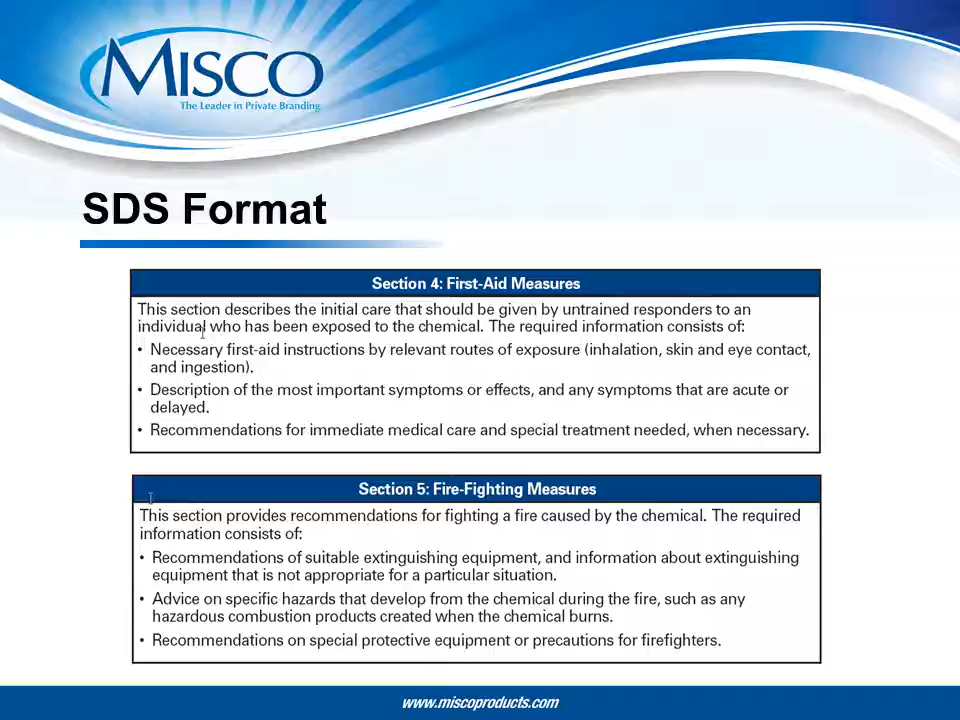 MISCO
The Leader in Private Branding
SDS Format
Section 4: First-Aid Measures
This section describes the initial care that should be given by untrained responders to an
individual who has been exposed to the chemical. The required information consists of:
• Necessary first-aid instructions by relevant routes of exposure (inhalation, skin and eye contact,
and ingestion).
• Description of the most important symptoms or effects, and any symptoms that are acute or
delayed.
• Recommendations for immediate medical care and special treatment needed, when necessary.
Section 5: Fire-Fighting Measures
This section provides recommendations for fighting a fire caused by the chemical. The required
information consists of:
• Recommendations of suitable extinguishing equipment, and information about extinguishing
equipment that is not appropriate for a particular situation.
• Advice on specific hazards that develop from the chemical during the fire, such as any
hazardous combustion products created when the chemical burns.
• Recommendations on special protective equipment or precautions for firefighters.
www.miscoproducts.com